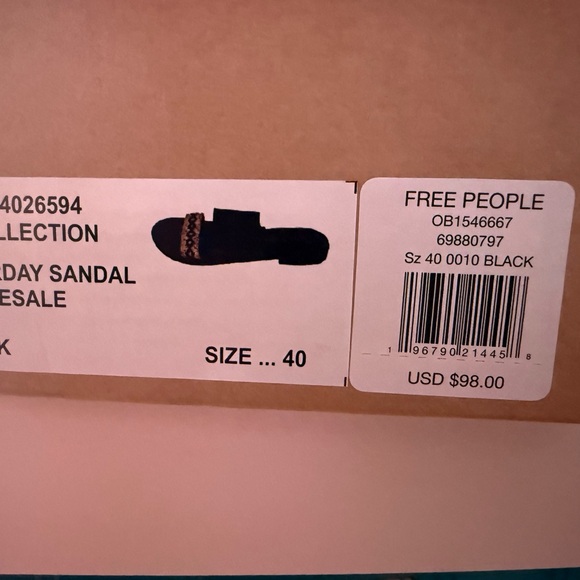 4026594
LLECTION
RDAY SANDAL
ESALE
K
SIZE ... 40
FREE PEOPLE
OB1546667
69880797
Sz 40 0010 BLACK
1 96790 21445 8
USD $98.00